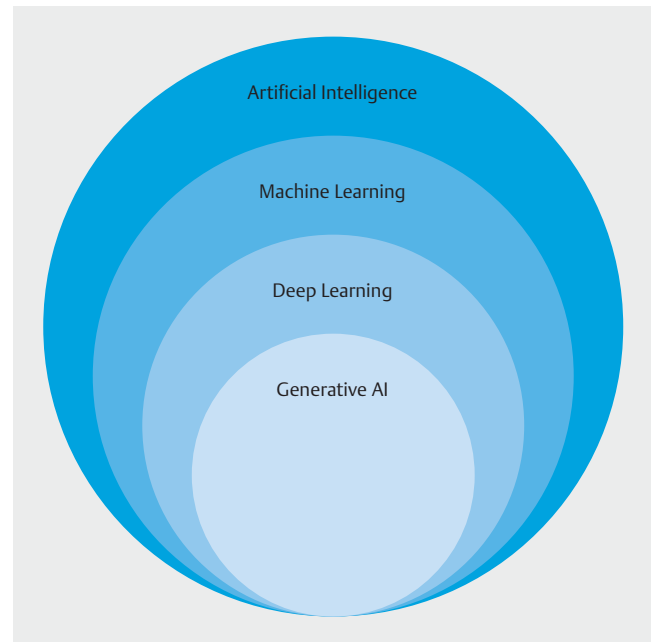 Artificial Intelligence
Machine Learning
Deep Learning
Generative AI